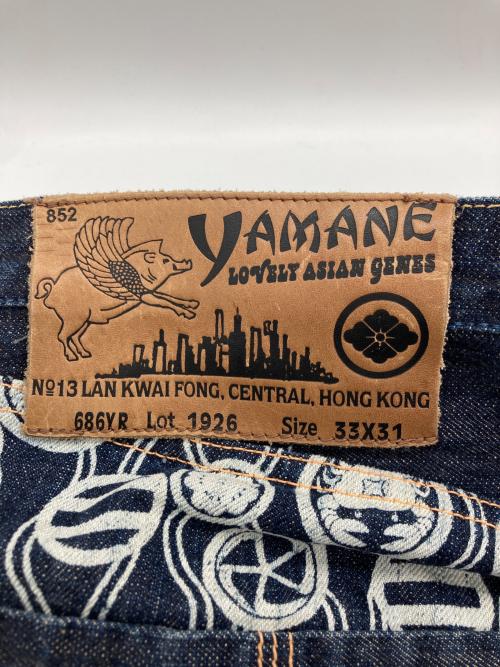 852
YAMANE
LOVELY ASIAN GENES
No13 LAN KWAI FONG, CENTRAL, HONG KONG
686YR Lot 1926 Size 33X31